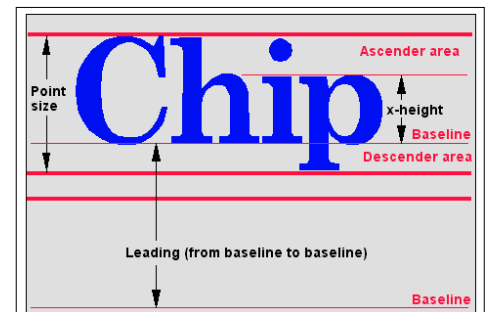 Chip
Ascender area
Point
size
x-height
Baseline
Descender area
Leading (from baseline to baseline)
Baseline